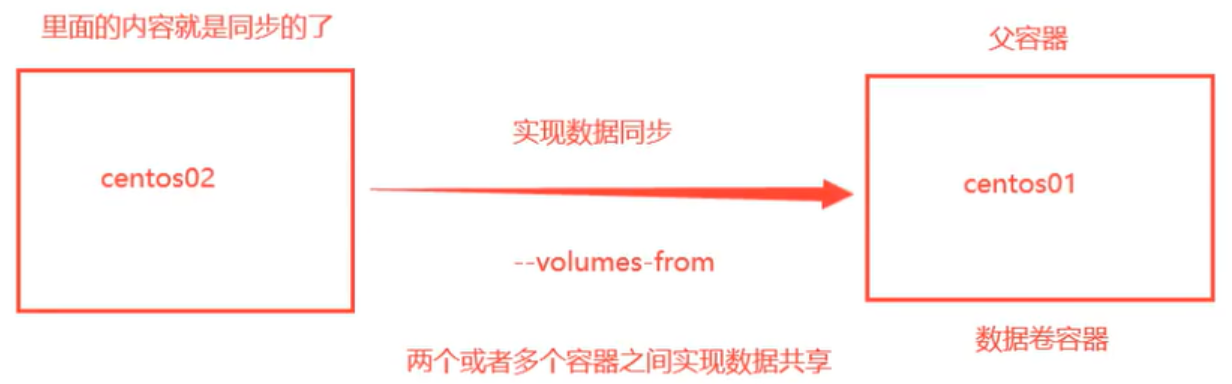 里面的内容就是同步的了
父容器
实现数据同步
centos02
centos01
--volumes-from
数据卷容器
两个或者多个容器之间实现数据共享